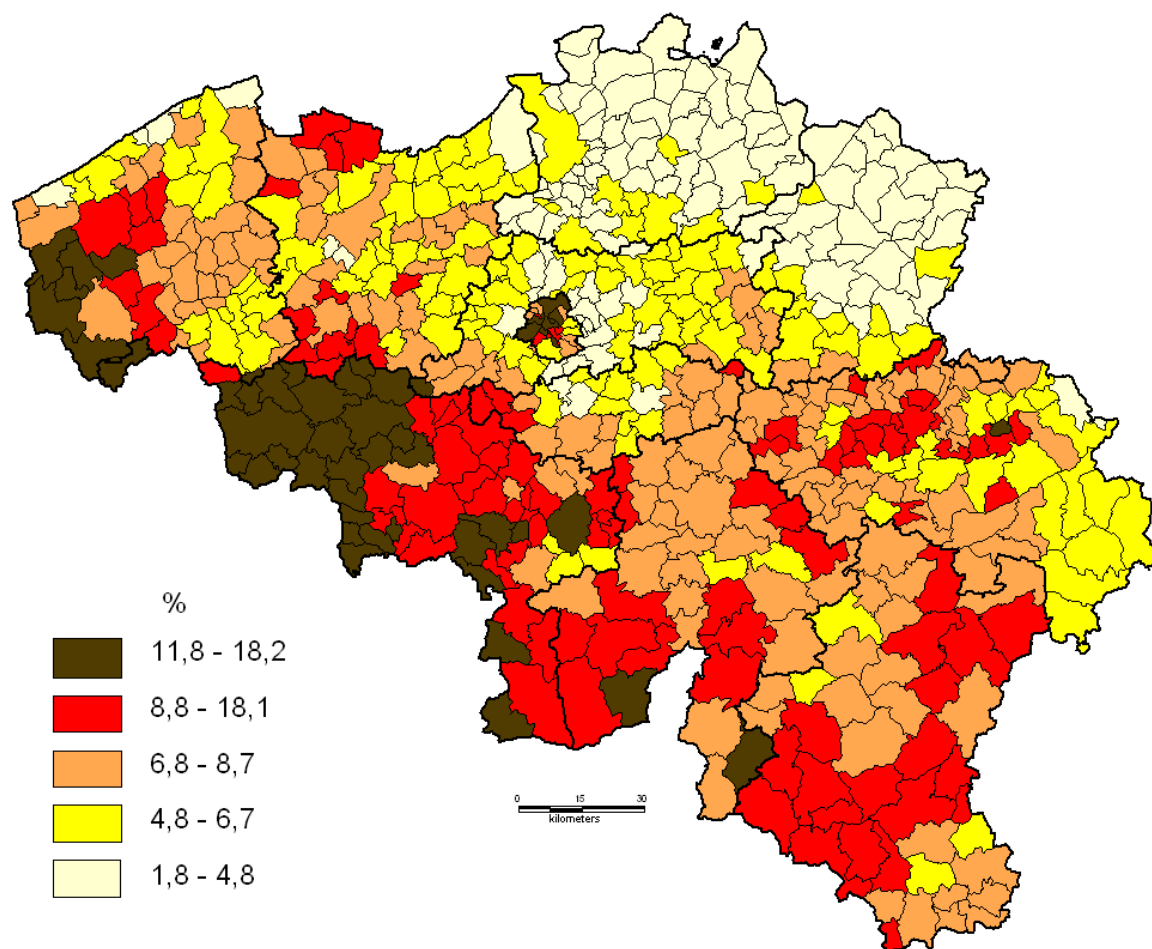 %
11,8 - 18,2
8,8 - 18,1
6,8 - 8,7
4,8 - 6,7
1,8 - 4,8
0 15 30
kilometers